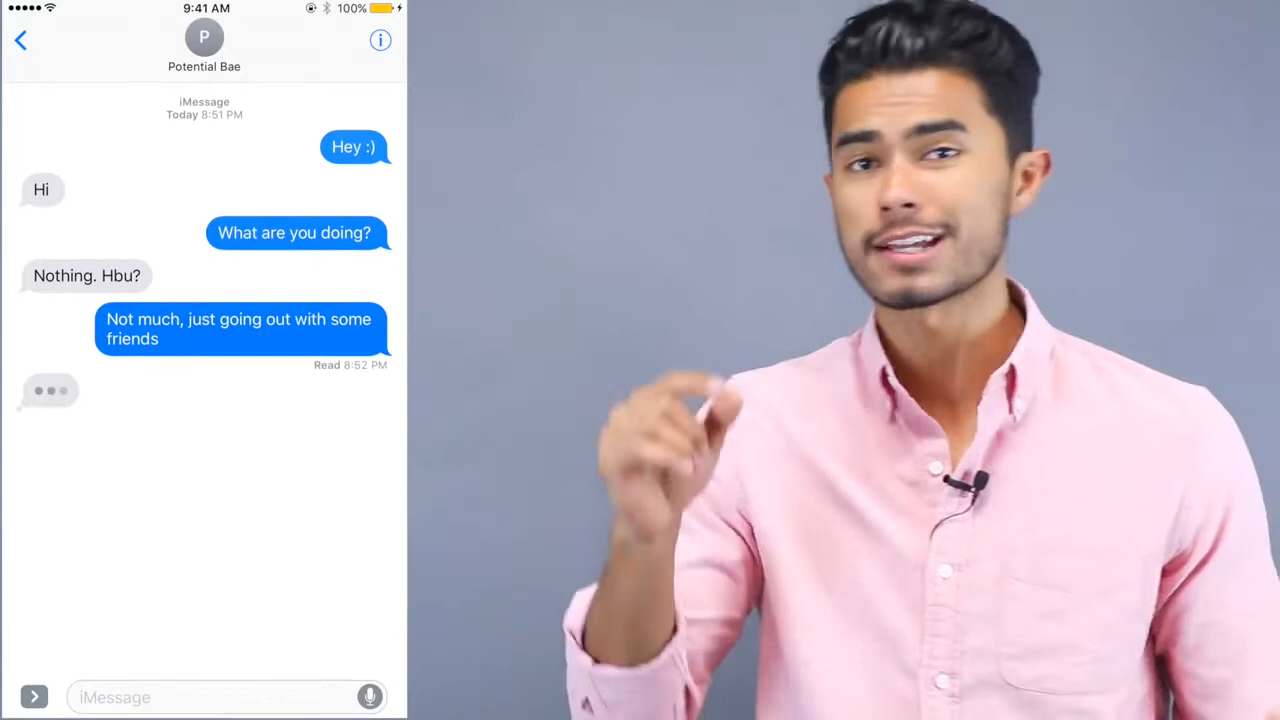 9:41 AM
100%
P
Potential Bae
iMessage
Today 8:51 PM
Hey :)
Hi
What are you doing?
Nothing. Hbu?
Not much, just going out with some
friends
Read 8:52 PM
iMessage